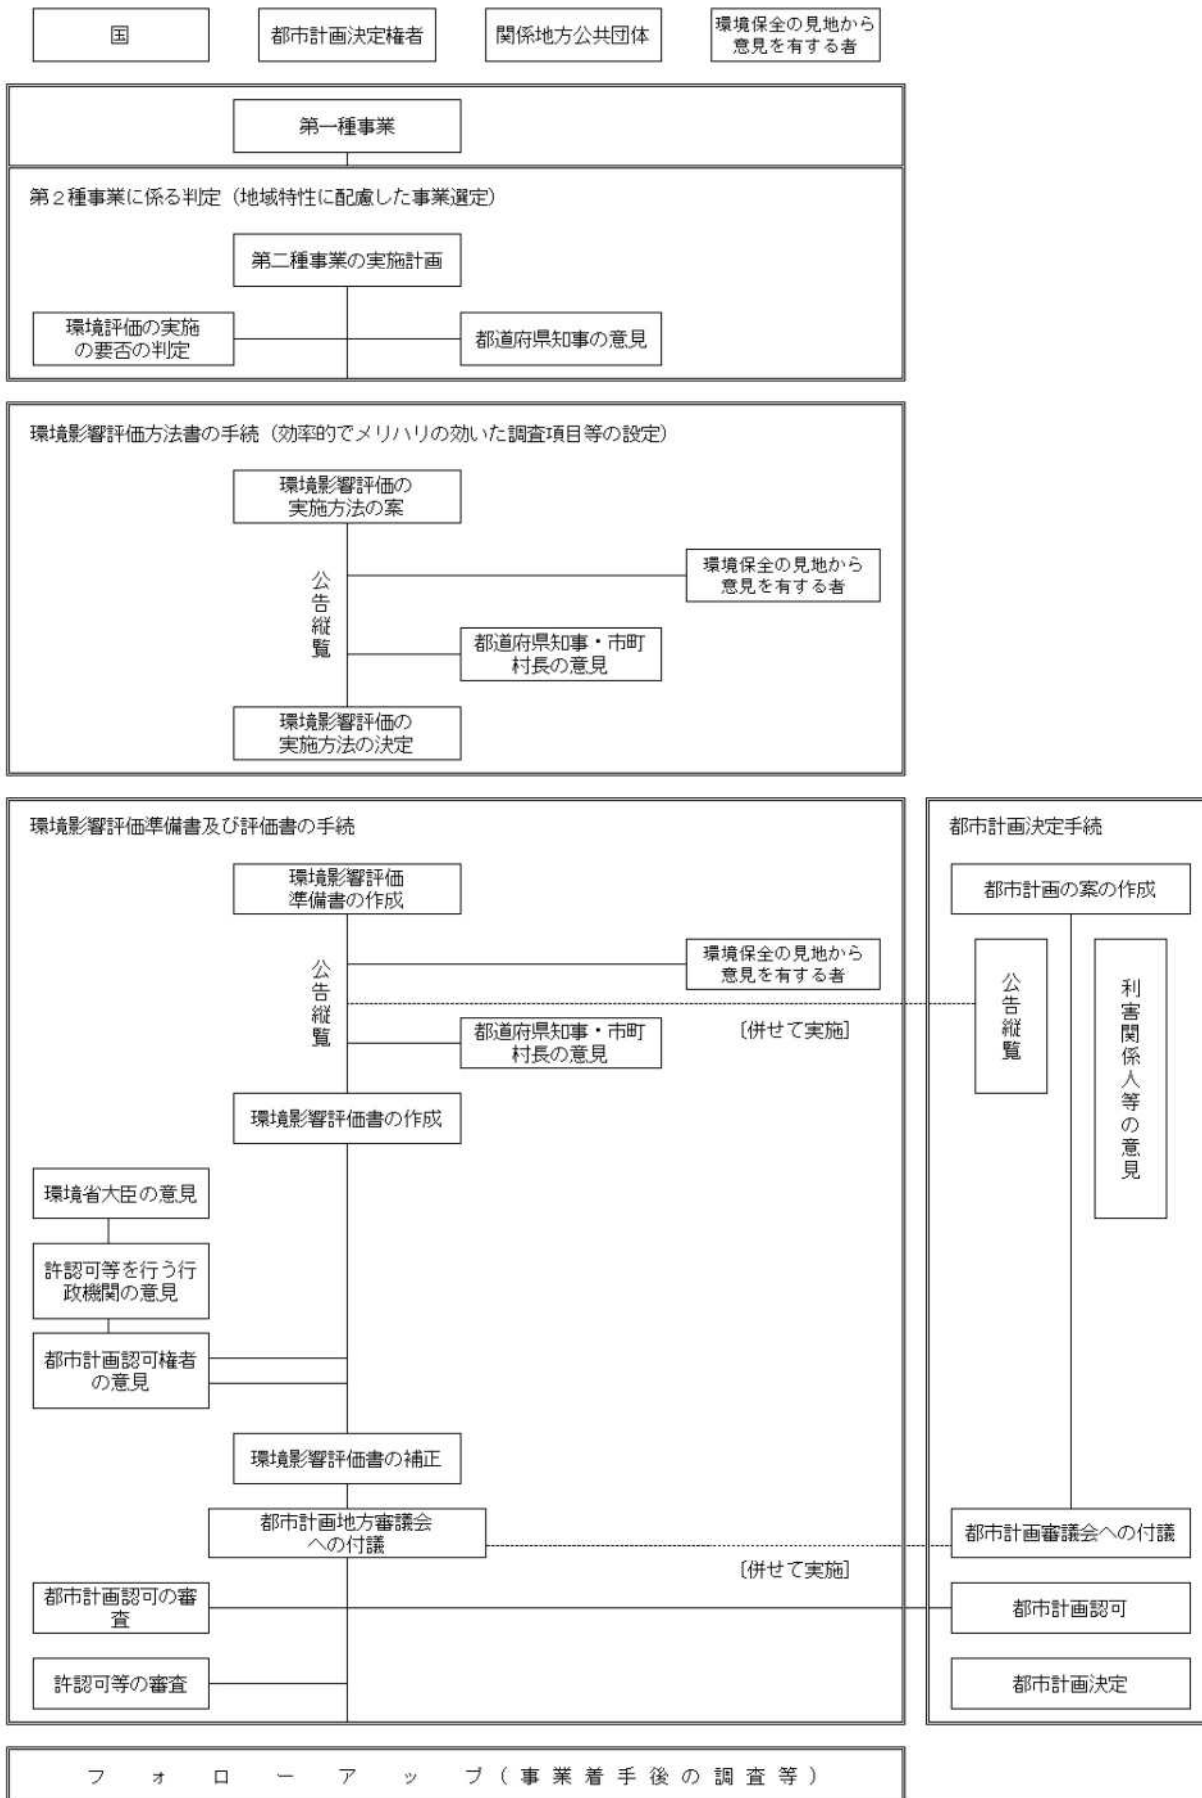 国
都市計画決定権者
関係地方公共団体
環境保全の見地から
意見を有する者
第一種事業
第２種事業に係る判定（地域特性に配慮した事業選定）
第二種事業の実施計画
環境評価の実施
の要否の判定
都道府県知事の意見
環境影響評価方法書の手続（効率的でメリハリの効いた調査項目等の設定）
環境影響評価の
実施方法の案
環境保全の見地から
意見を有する者
公告縦覧
都道府県知事・市町
村長の意見
環境影響評価の
実施方法の決定
環境影響評価準備書及び評価書の手続
環境影響評価
準備書の作成
環境保全の見地から
意見を有する者
公告縦覧
［併せて実施］
都道府県知事・市町
村長の意見
環境影響評価書の作成
環境省大臣の意見
許認可等を行う行
政機関の意見
都市計画認可権者
の意見
環境影響評価書の補正
都市計画地方審議会
への付議
［併せて実施］
都市計画認可の審
査
許認可等の審査
都市計画決定手続
都市計画の案の作成
公告縦覧
利害関係人等の意見
都市計画審議会への付議
都市計画認可
都市計画決定
フォローアップ（事業着手後の調査等）